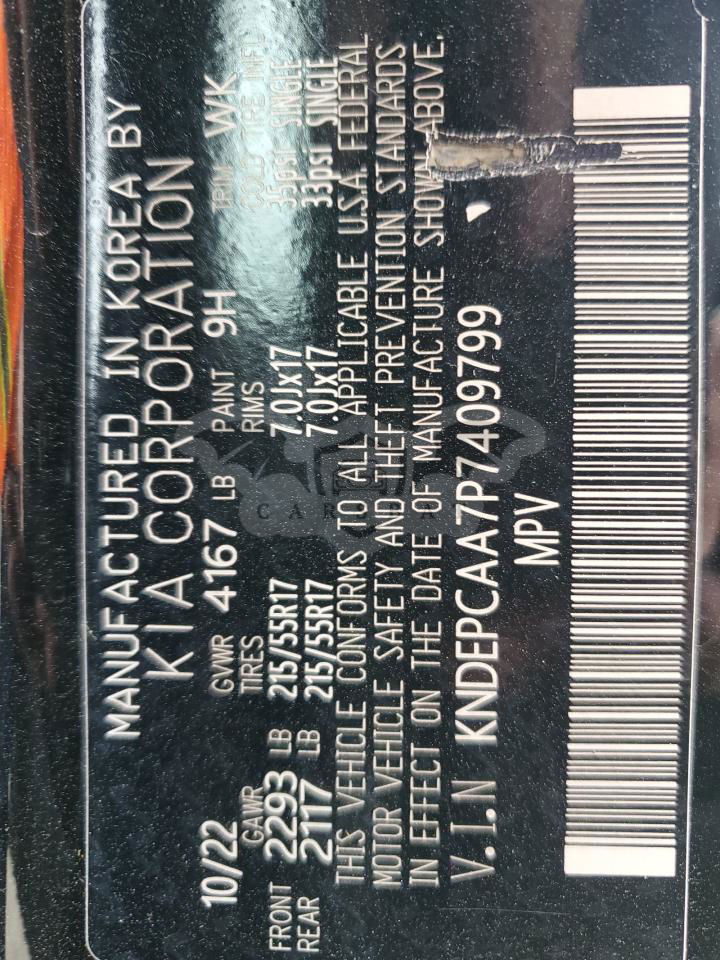 MANUFACTURED IN KOREA BY
KIA CORPORATION
10/22 GVWR 4167 LB PAINT 9H TRIM WK
GAWR TIRES RIMS COLD TIRE INFL
FRONT 2293 LB 215/55R17 7.0Jx17 35psi SINGLE
REAR 2117 LB 215/55R17 7.0Jx17 33psi SINGLE
THIS VEHICLE CONFORMS TO ALL APPLICABLE U.S.A. FEDERAL
MOTOR VEHICLE SAFETY AND THEFT PREVENTION STANDARDS
IN EFFECT ON THE DATE OF MANUFACTURE SHOWN ABOVE.
V.I.N KNDEPCAA7P7409799
MPV